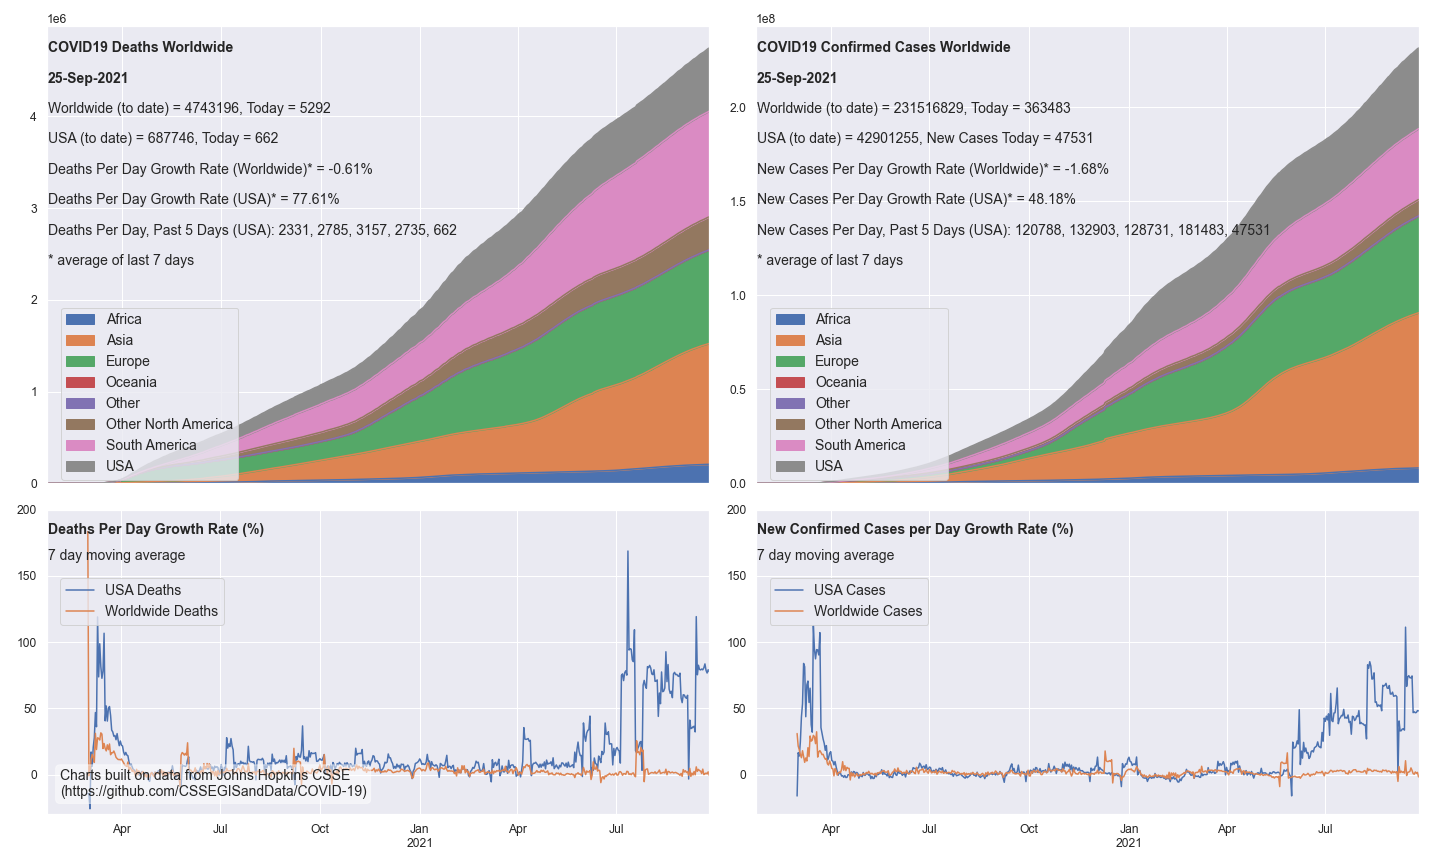 1e6
COVID19 Deaths Worldwide
25-Sep-2021
Worldwide (to date) = 4743196, Today = 5292
USA (to date) = 687746, Today = 662
Deaths Per Day Growth Rate (Worldwide)* = -0.61%
Deaths Per Day Growth Rate (USA)* = 77.61%
Deaths Per Day, Past 5 Days (USA): 2331, 2785, 3157, 2735, 662
* average of last 7 days
4
3
2
1
0
Africa
Asia
Europe
Oceania
Other
Other North America
South America
USA
1e8
COVID19 Confirmed Cases Worldwide
25-Sep-2021
Worldwide (to date) = 231516829, Today = 363483
USA (to date) = 42901255, New Cases Today = 47531
New Cases Per Day Growth Rate (Worldwide)* = -1.68%
New Cases Per Day Growth Rate (USA)* = 48.18%
New Cases Per Day, Past 5 Days (USA): 120788, 132903, 128731, 181483, 47531
* average of last 7 days
2.0
1.5
1.0
0.5
0.0
Africa
Asia
Europe
Oceania
Other
Other North America
South America
USA
200
150
100
50
0
Deaths Per Day Growth Rate (%)
7 day moving average
USA Deaths
Worldwide Deaths
Charts built on data from Johns Hopkins CSSE
(https://github.com/CSSEGISandData/COVID-19)
Apr
Jul
Oct
Jan
2021
Apr
Jul
200
150
100
50
0
New Confirmed Cases per Day Growth Rate (%)
7 day moving average
USA Cases
Worldwide Cases
Apr
Jul
Oct
Jan
2021
Apr
Jul